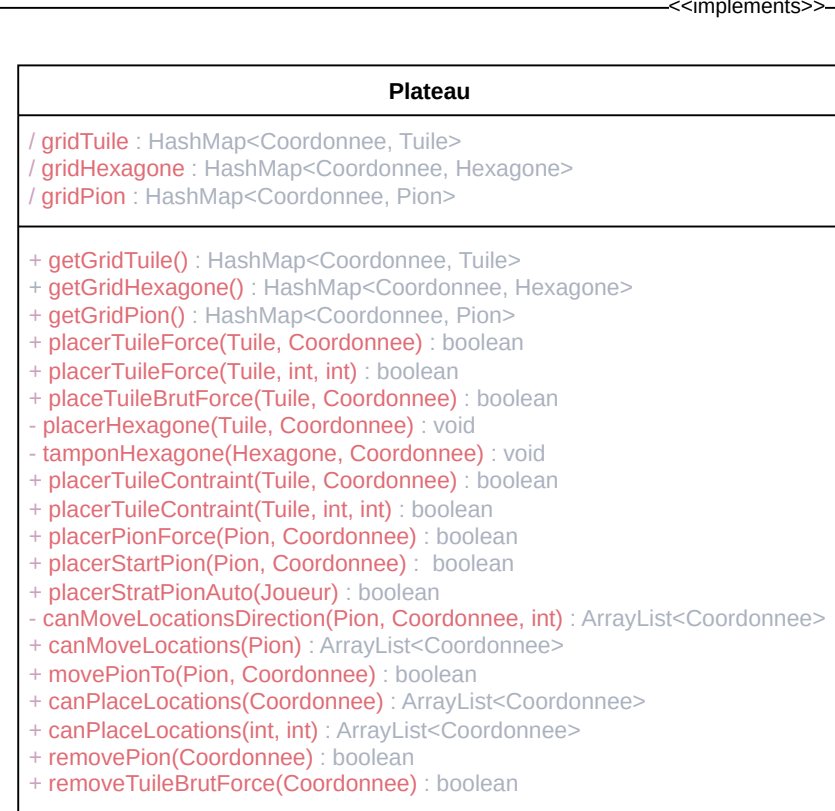 <<implements>>
Plateau
/ gridTuile : HashMap<Coordonnee, Tuile>
/ gridHexagone : HashMap<Coordonnee, Hexagone>
/ gridPion : HashMap<Coordonnee, Pion>
+ getGridTuile() : HashMap<Coordonnee, Tuile>
+ getGridHexagone() : HashMap<Coordonnee, Hexagone>
+ getGridPion() : HashMap<Coordonnee, Pion>
+ placerTuileForce(Tuile, Coordonnee) : boolean
+ placerTuileForce(Tuile, int, int) : boolean
+ placeTuileBrutForce(Tuile, Coordonnee) : boolean
- placerHexagone(Tuile, Coordonnee) : void
- tamponHexagone(Hexagone, Coordonnee) : void
+ placerTuileContraint(Tuile, Coordonnee) : boolean
+ placerTuileContraint(Tuile, int, int) : boolean
+ placerPionForce(Pion, Coordonnee) : boolean
+ placerStartPion(Pion, Coordonnee) :  boolean
+ placerStratPionAuto(Joueur) : boolean
- canMoveLocationsDirection(Pion, Coordonnee, int) : ArrayList<Coordonnee>
+ canMoveLocations(Pion) : ArrayList<Coordonnee>
+ movePionTo(Pion, Coordonnee) : boolean
+ canPlaceLocations(Coordonnee) : ArrayList<Coordonnee>
+ canPlaceLocations(int, int) : ArrayList<Coordonnee>
+ removePion(Coordonnee) : boolean
+ removeTuileBrutForce(Coordonnee) : boolean